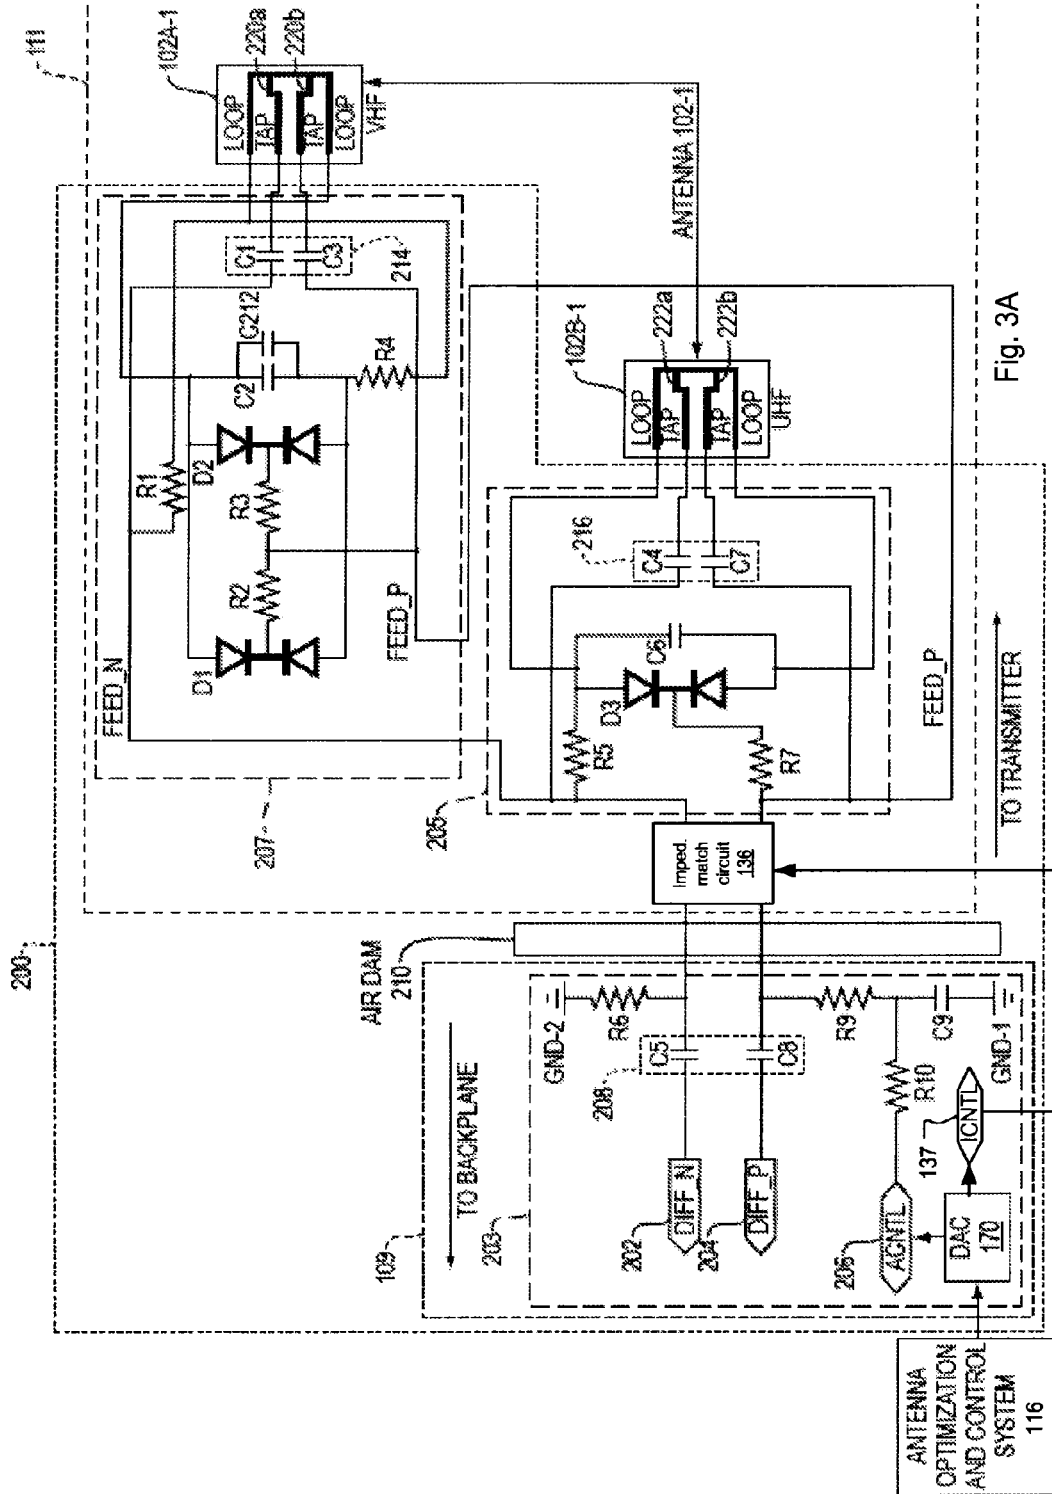 200
111
207
FEED_N
D1
R2
R3
D2
R1
C2
C212
R4
C1
C3
214
LOOP
TAP
TAP
LOOP
VHF
102A-1
220a
220b
FEED_P
ANTENNA 102-1
205
R5
D3
C6
R7
216
C4
C7
FEED_P
102B-1
LOOP
TAP
TAP
LOOP
UHF
222a
222b
Imped.
match
circuit
136
TO TRANSMITTER
AIR DAM
210
TO BACKPLANE
109
203
GND-2
R6
208
C5
C8
202
DIFF_N
204
DIFF_P
R9
C9
GND-1
R10
206
ACNTL
137
ICNTL
DAC
170
ANTENNA
OPTIMIZATION
AND CONTROL
SYSTEM
116
Fig. 3A